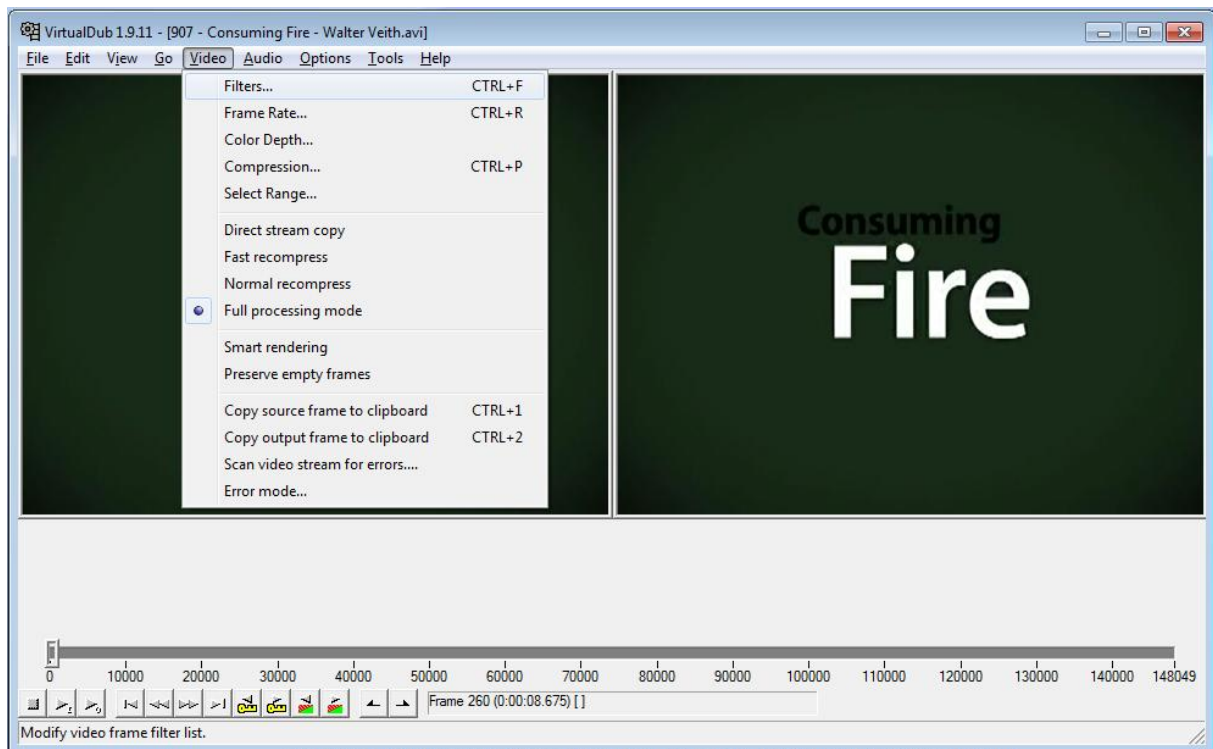 VirtualDub 1.9.11 - [907 - Consuming Fire - Walter Veith.avi]
File Edit View Go Video Audio Options Tools Help
Filters... CTRL+F
Frame Rate... CTRL+R
Color Depth...
Compression... CTRL+P
Select Range...
Direct stream copy
Fast recompress
Normal recompress
Full processing mode
Smart rendering
Preserve empty frames
Copy source frame to clipboard CTRL+1
Copy output frame to clipboard CTRL+2
Scan video stream for errors....
Error mode...
Consuming
Fire
0 10000 20000 30000 40000 50000 60000 70000 80000 90000 100000 110000 120000 130000 140000 148049
Frame 260 (0:00:08.675) [ ]
Modify video frame filter list.